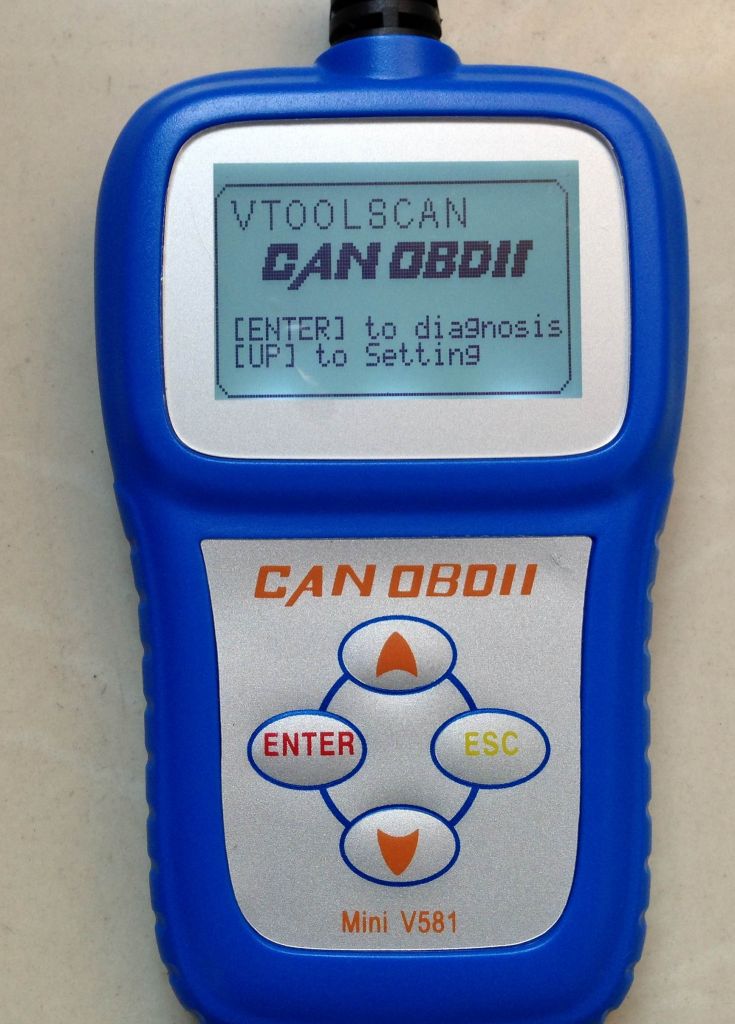 VTOOLSCAN
CAN OBDII
[ENTER] to diagnosis
[UP] to Setting
CAN OBDII
ENTER ESC
Mini V581